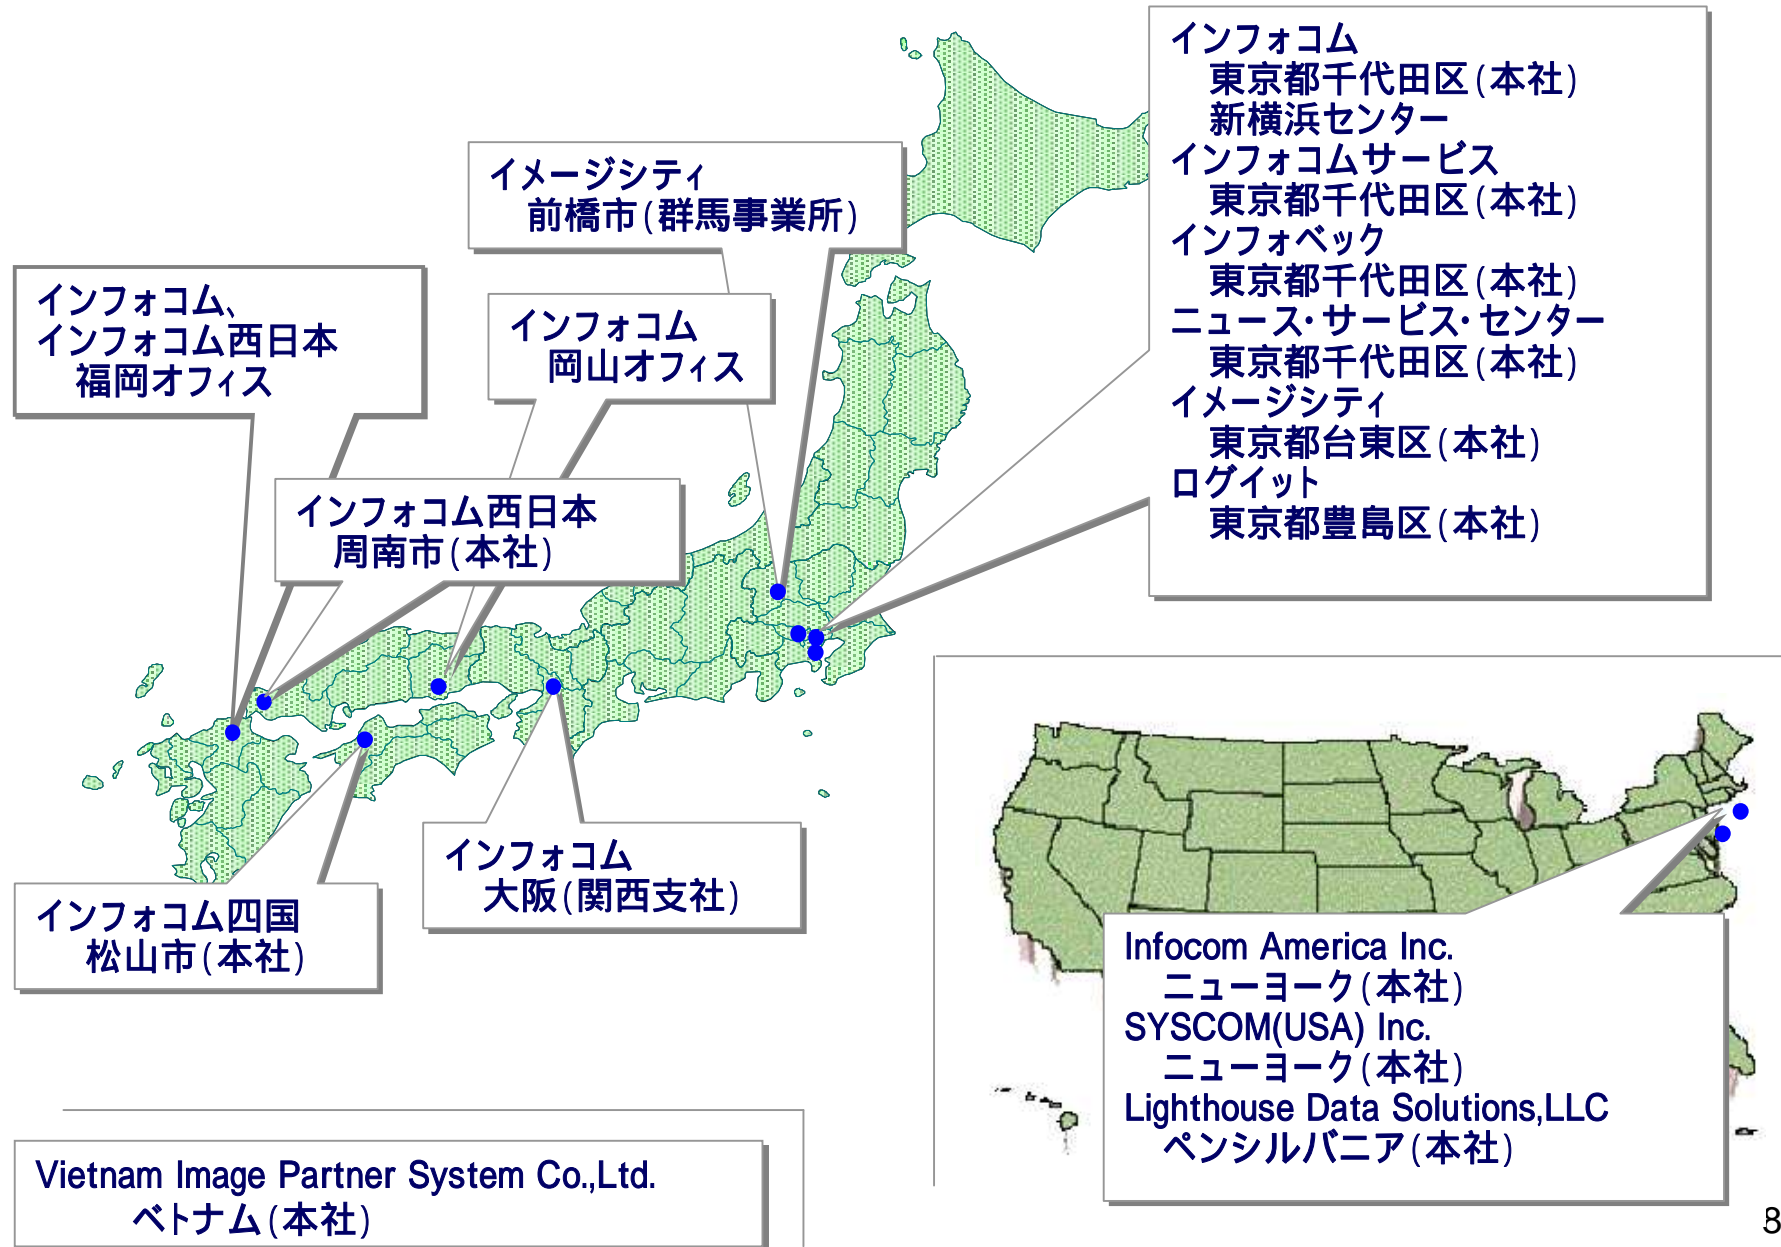 インフォコム
東京都千代田区(本社)
新横浜センター
インフォコムサービス
東京都千代田区(本社)
インフォベック
東京都千代田区(本社)
ニュース・サービス・センター
東京都千代田区(本社)
イメージシティ
東京都台東区(本社)
ログイット
東京都豊島区(本社)
イメージシティ
前橋市(群馬事業所)
インフォコム、
インフォコム西日本
福岡オフィス
インフォコム
岡山オフィス
インフォコム西日本
周南市(本社)
インフォコム
大阪(関西支社)
インフォコム四国
松山市(本社)
Infocom America Inc.
ニューヨーク(本社)
SYSCOM(USA) Inc.
ニューヨーク(本社)
Lighthouse Data Solutions,LLC
ペンシルバニア(本社)
Vietnam Image Partner System Co.,Ltd.
ベトナム(本社)
8